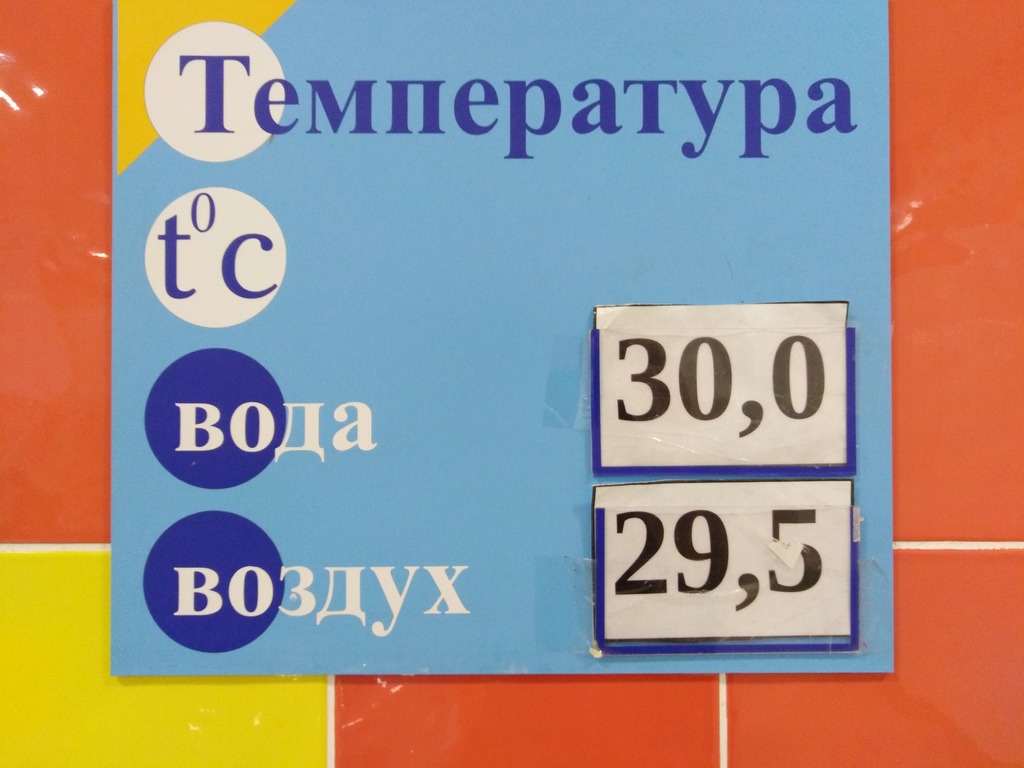 Температура
t⁰c
вода 30,0
воздух 29,5